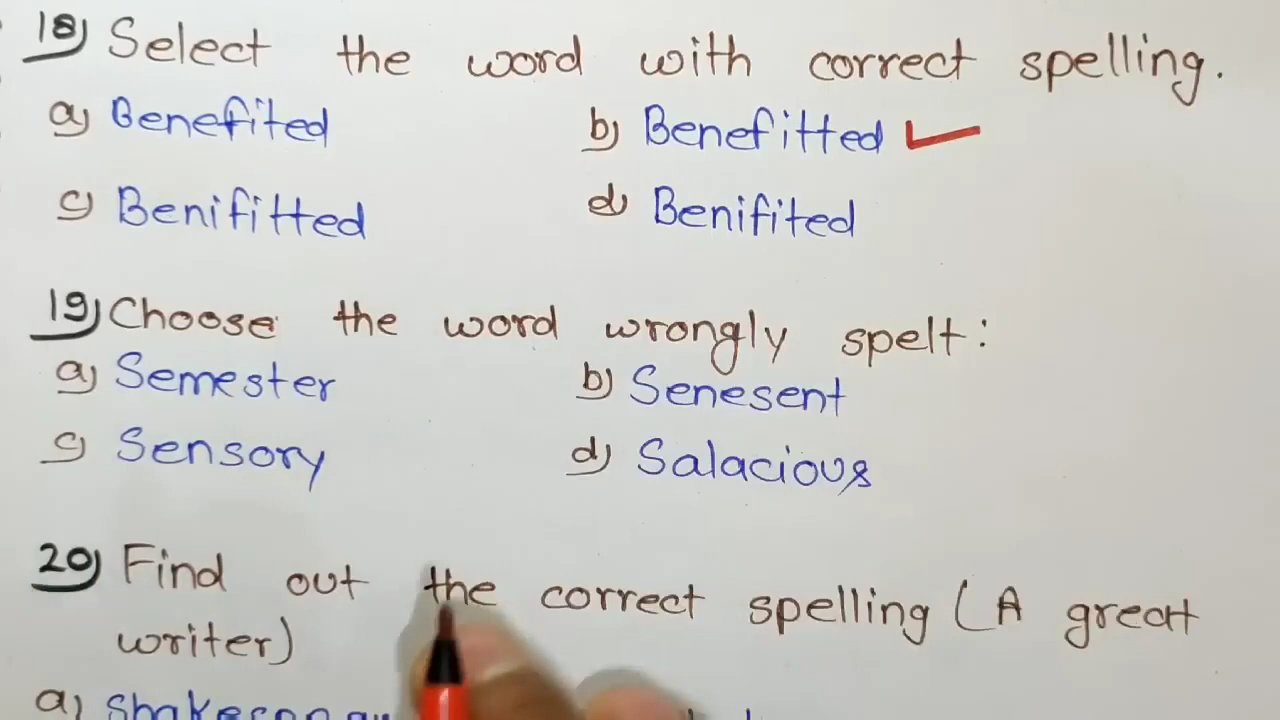 18) Select the word with correct spelling.
a) Benefited b) Benefitted
c) Benifitted d) Benifited
19) Choose the word wrongly spelt:
a) Semester b) Senesent
c) Sensory d) Salacious
20) Find out the correct spelling (A great
writer)
a)